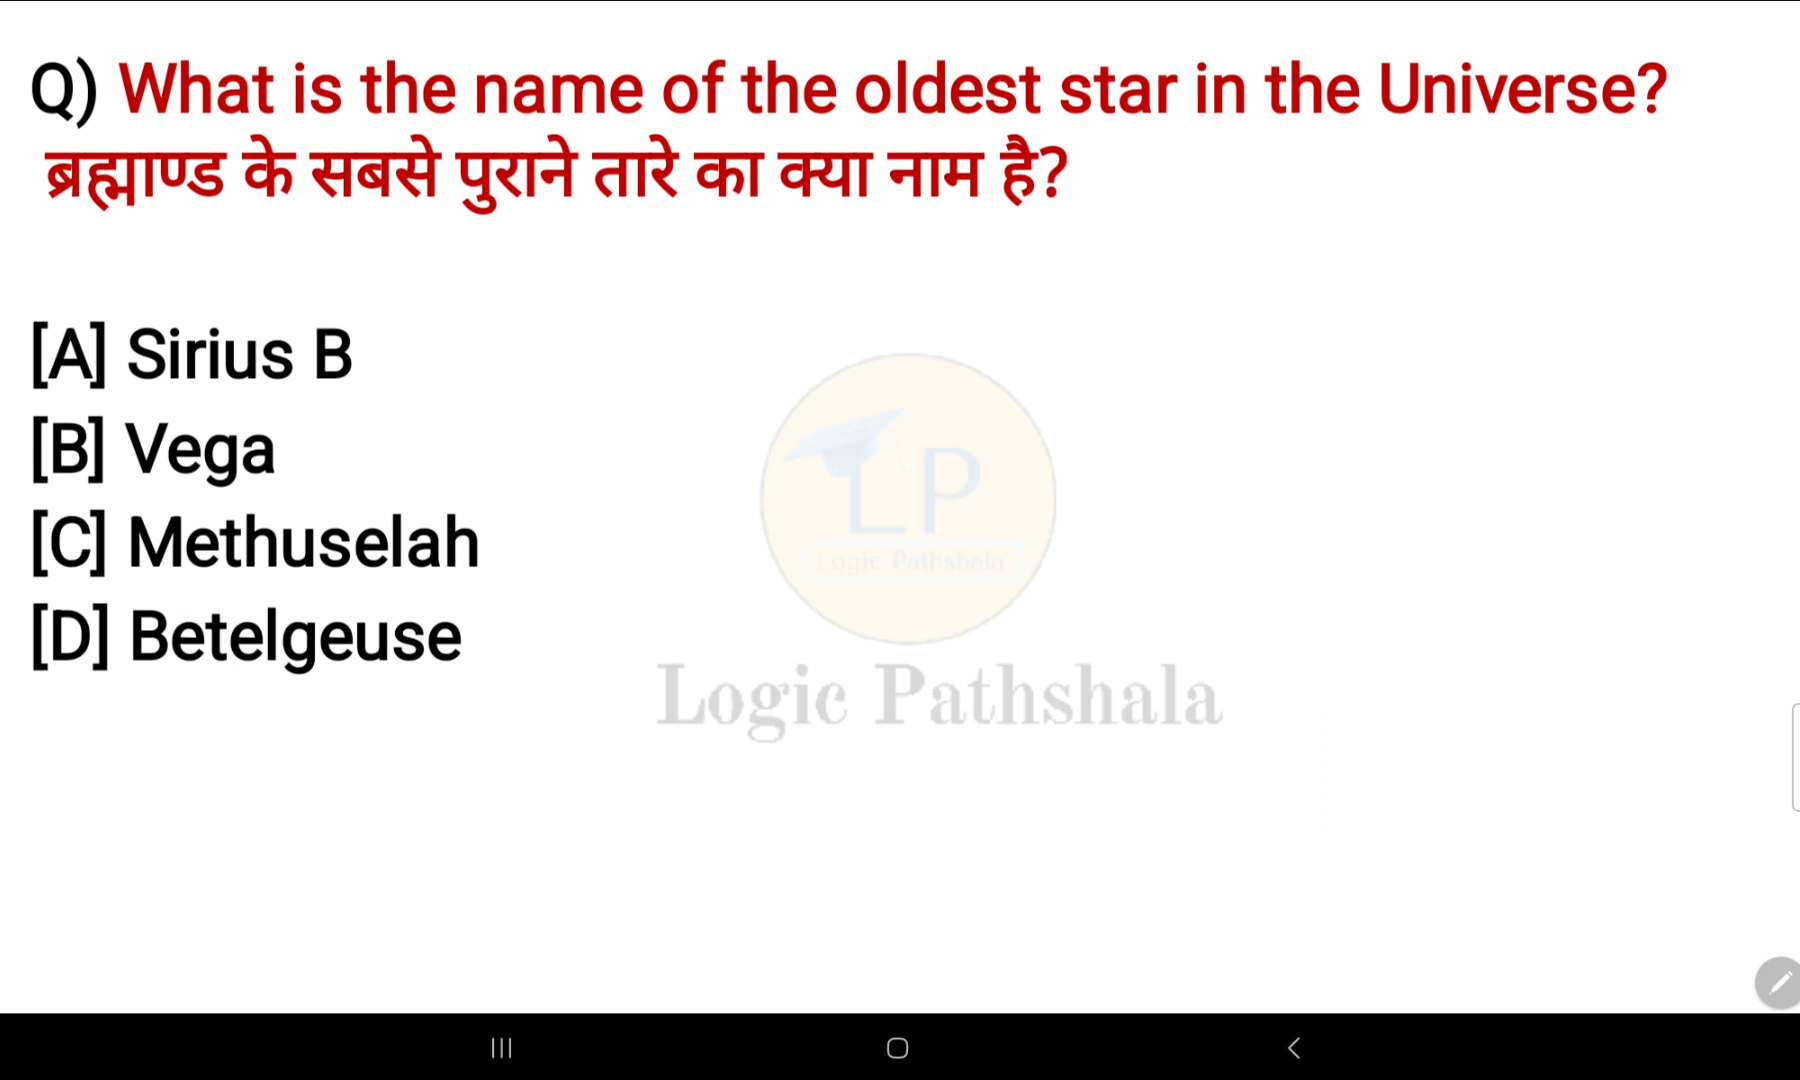 Q) What is the name of the oldest star in the Universe?
ब्रह्माण्ड के सबसे पुराने तारे का क्या नाम है?
[A] Sirius B
[B] Vega
[C] Methuselah
[D] Betelgeuse
LP
Logic Pathshala
Logic Pathshala